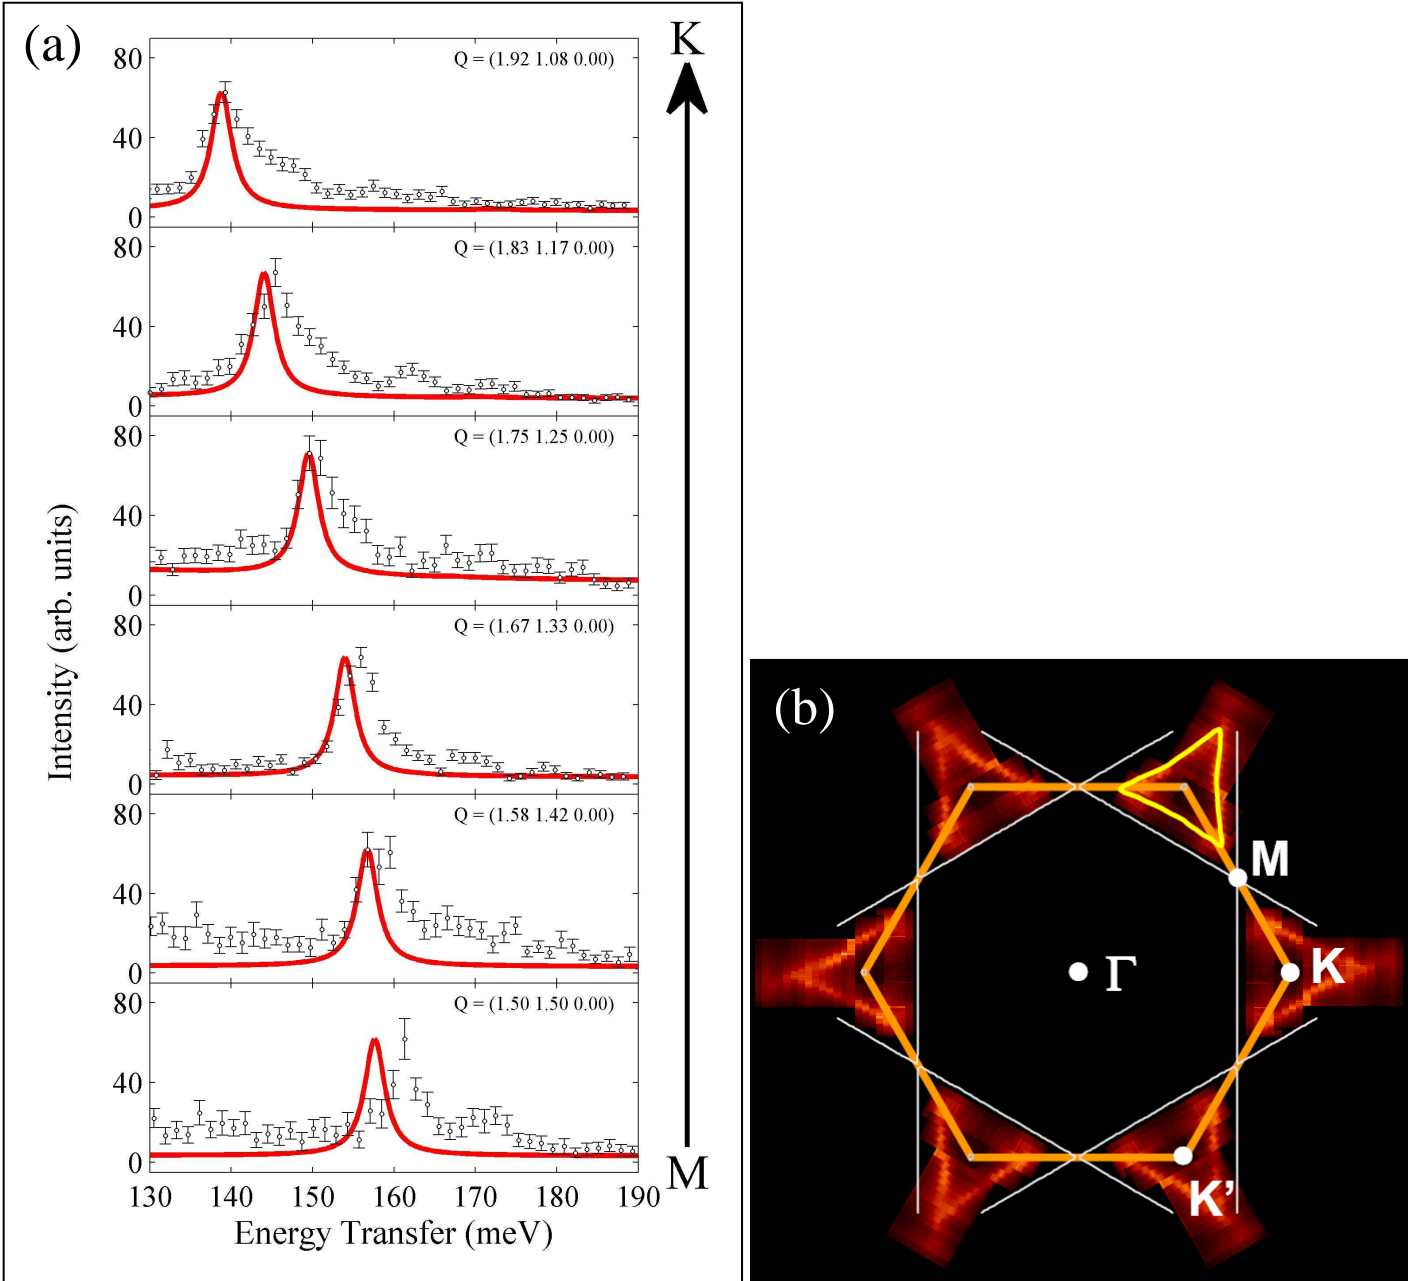 (a)
K
80
40
0
Q = (1.92 1.08 0.00)
80
40
0
Q = (1.83 1.17 0.00)
80
40
0
Q = (1.75 1.25 0.00)
80
40
0
Q = (1.67 1.33 0.00)
80
40
0
Q = (1.58 1.42 0.00)
80
40
0
Q = (1.50 1.50 0.00)
Intensity (arb. units)
130 140 150 160 170 180 190
Energy Transfer (meV)
M
(b)
M
K
Γ
K’